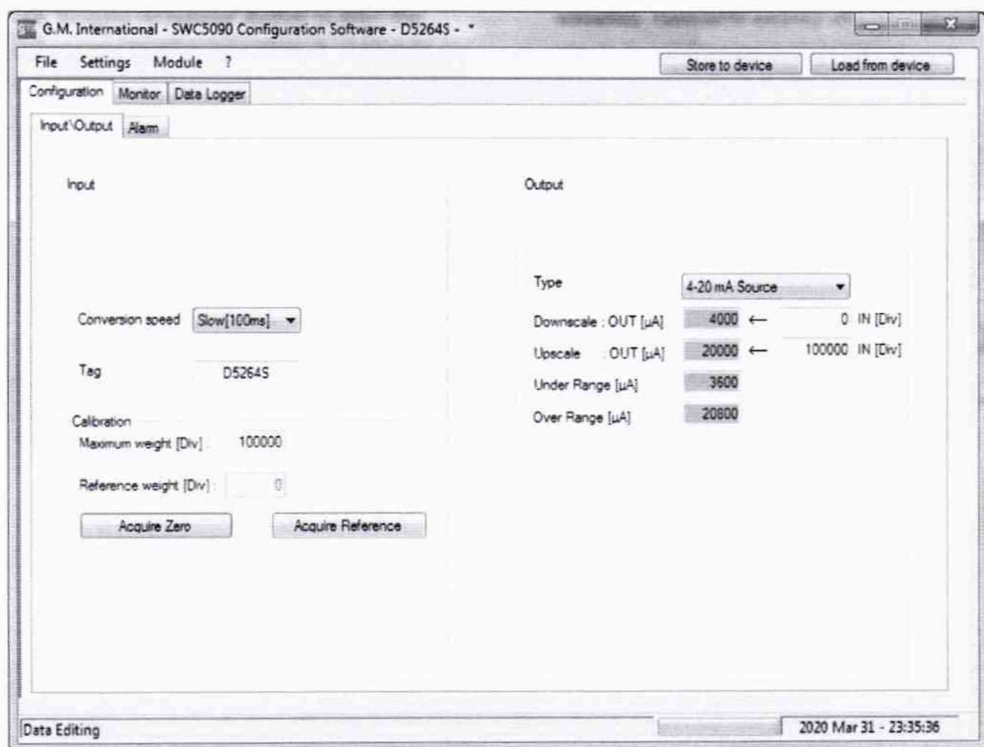 G.M. International - SWC5090 Configuration Software - D5264S - *
File Settings Module ? Store to device Load from device
Configuration Monitor Data Logger
Input\Output Alarm
Input
Output
Type 4-20 mA Source
Conversion speed Slow[100ms]
Downscale : OUT [µA] 4000 ← 0 IN [Div]
Upscale : OUT [µA] 20000 ← 100000 IN [Div]
Tag D5264S
Under Range [µA] 3600
Over Range [µA] 20800
Calibration
Maximum weight [Div] : 100000
Reference weight [Div] : 0
Acquire Zero Acquire Reference
Data Editing 2020 Mar 31 - 23:35:36